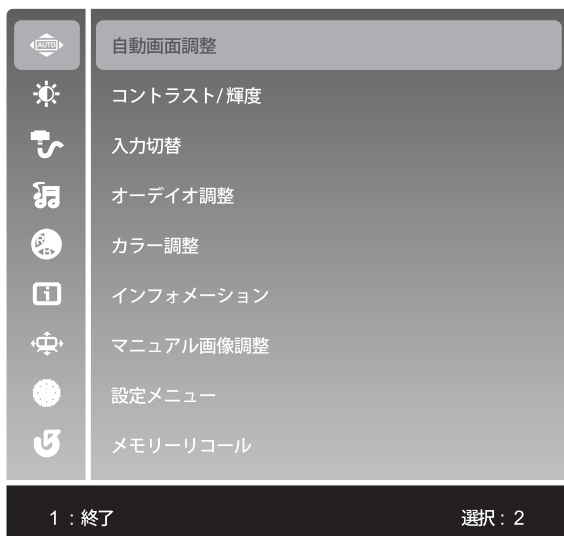 AUTO
自動画面調整
コントラスト/輝度
入力切替
オーデイオ調整
カラー調整
インフォメーション
マニュアル画像調整
設定メニュー
メモリーリコール
1 : 終了
選択 : 2